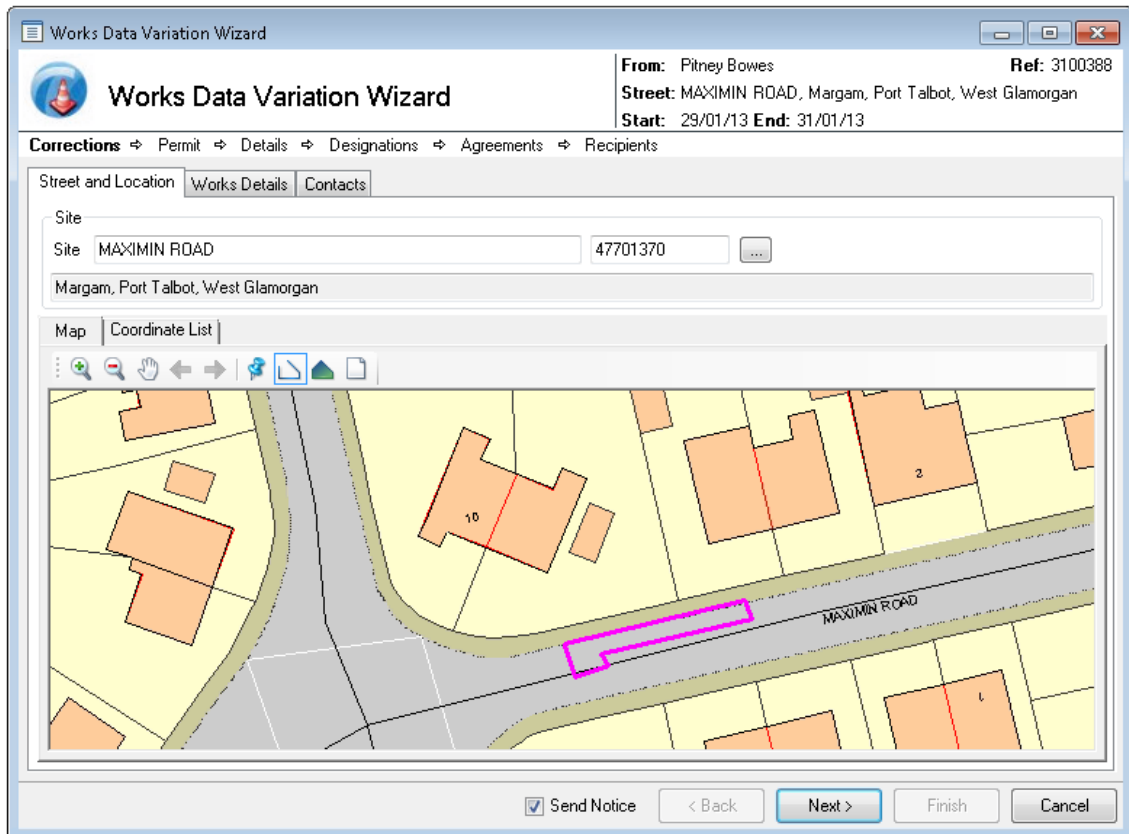 Works Data Variation Wizard
Works Data Variation Wizard
From: Pitney Bowes Ref: 3100388
Street: MAXIMIN ROAD, Margam, Port Talbot, West Glamorgan
Start: 29/01/13 End: 31/01/13
Corrections ⇨ Permit ⇨ Details ⇨ Designations ⇨ Agreements ⇨ Recipients
Street and Location Works Details Contacts
Site
Site MAXIMIN ROAD 47701370 ...
Margam, Port Talbot, West Glamorgan
Map Coordinate List
2
10
MAXIMIN ROAD
1
Send Notice < Back Next > Finish Cancel